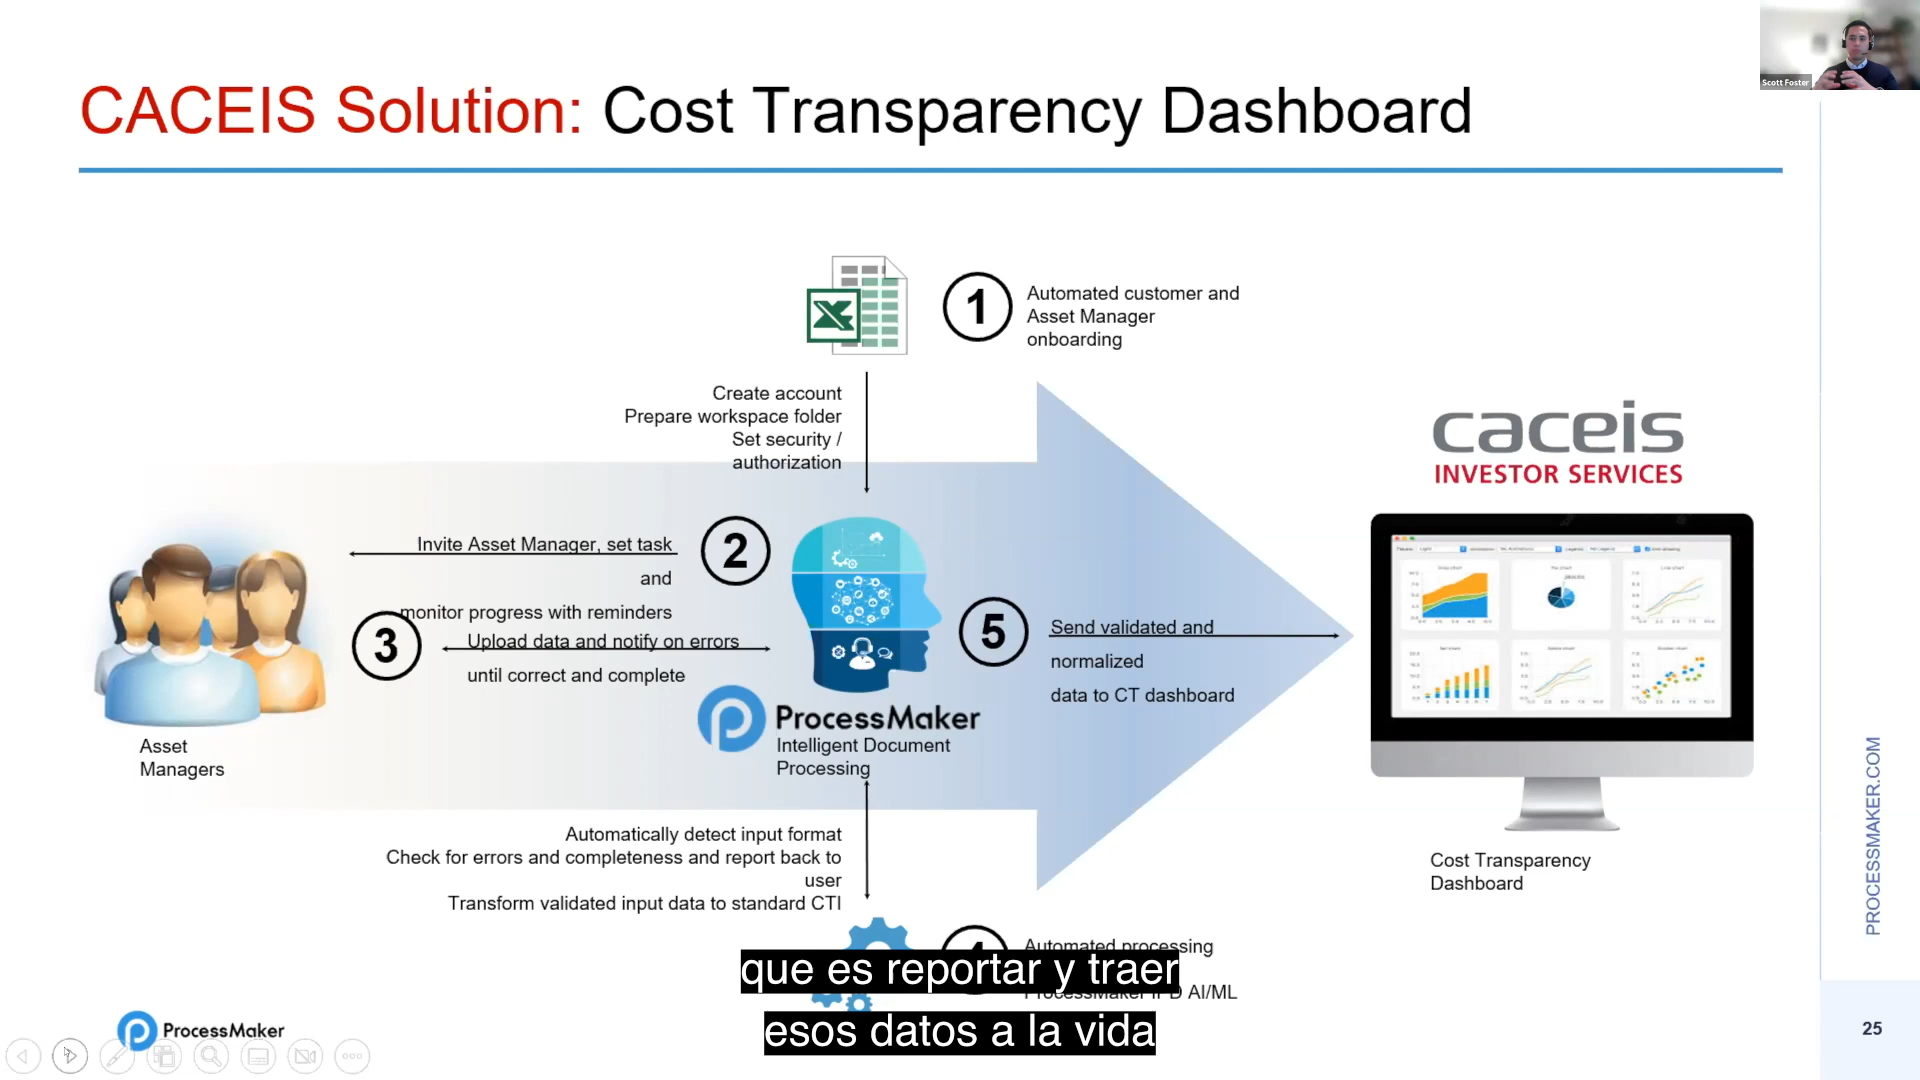 Scott Foster
CACEIS Solution: Cost Transparency Dashboard
1
Automated customer and
Asset Manager
onboarding
Create account
Prepare workspace folder
Set security /
authorization
caceis
INVESTOR SERVICES
2
Invite Asset Manager, set task
and
monitor progress with reminders
3
Upload data and notify on errors
until correct and complete
5
Send validated and
normalized
data to CT dashboard
ProcessMaker
Intelligent Document
Processing
Asset
Managers
Automatically detect input format
Check for errors and completeness and report back to
user
Transform validated input data to standard CTI
Cost Transparency
Dashboard
Automated processing
ProcessMaker IPD AI/ML
que es reportar y traer
esos datos a la vida
ProcessMaker
PROCESSMAKER.COM
25